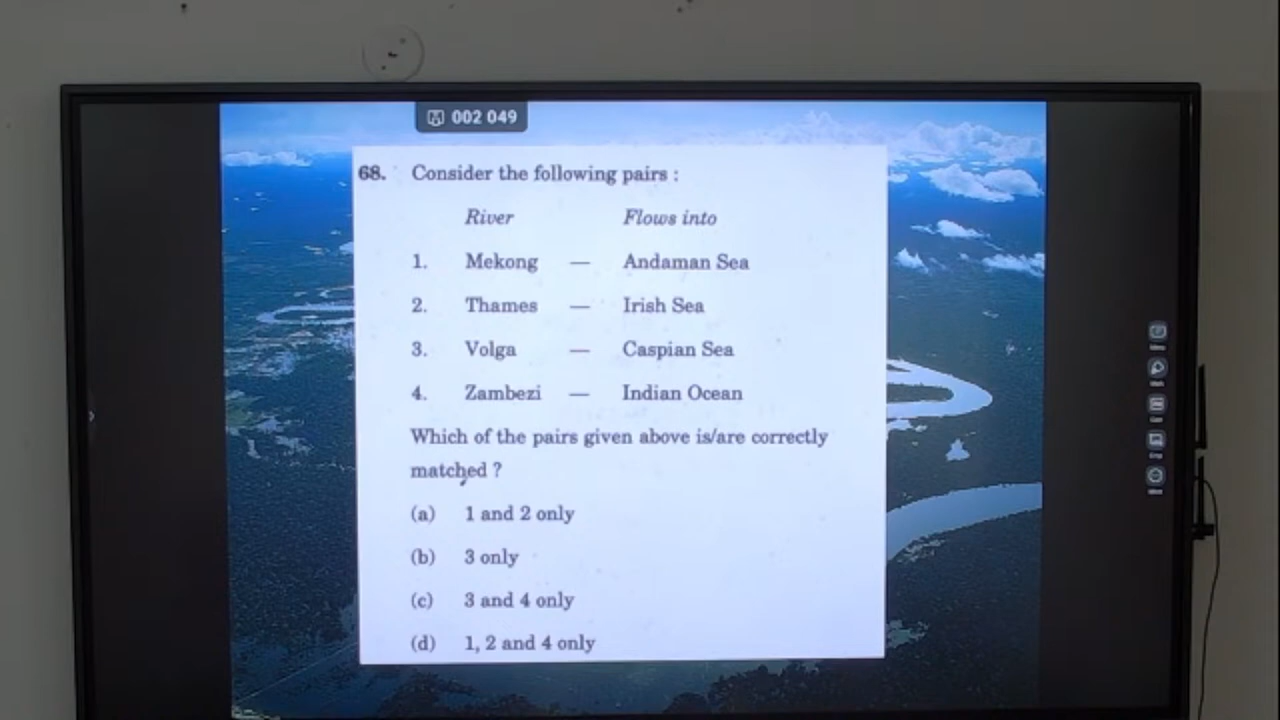 002 049
68. Consider the following pairs :
River Flows into
1. Mekong — Andaman Sea
2. Thames — Irish Sea
3. Volga — Caspian Sea
4. Zambezi — Indian Ocean
Which of the pairs given above is/are correctly
matched ?
(a) 1 and 2 only
(b) 3 only
(c) 3 and 4 only
(d) 1, 2 and 4 only